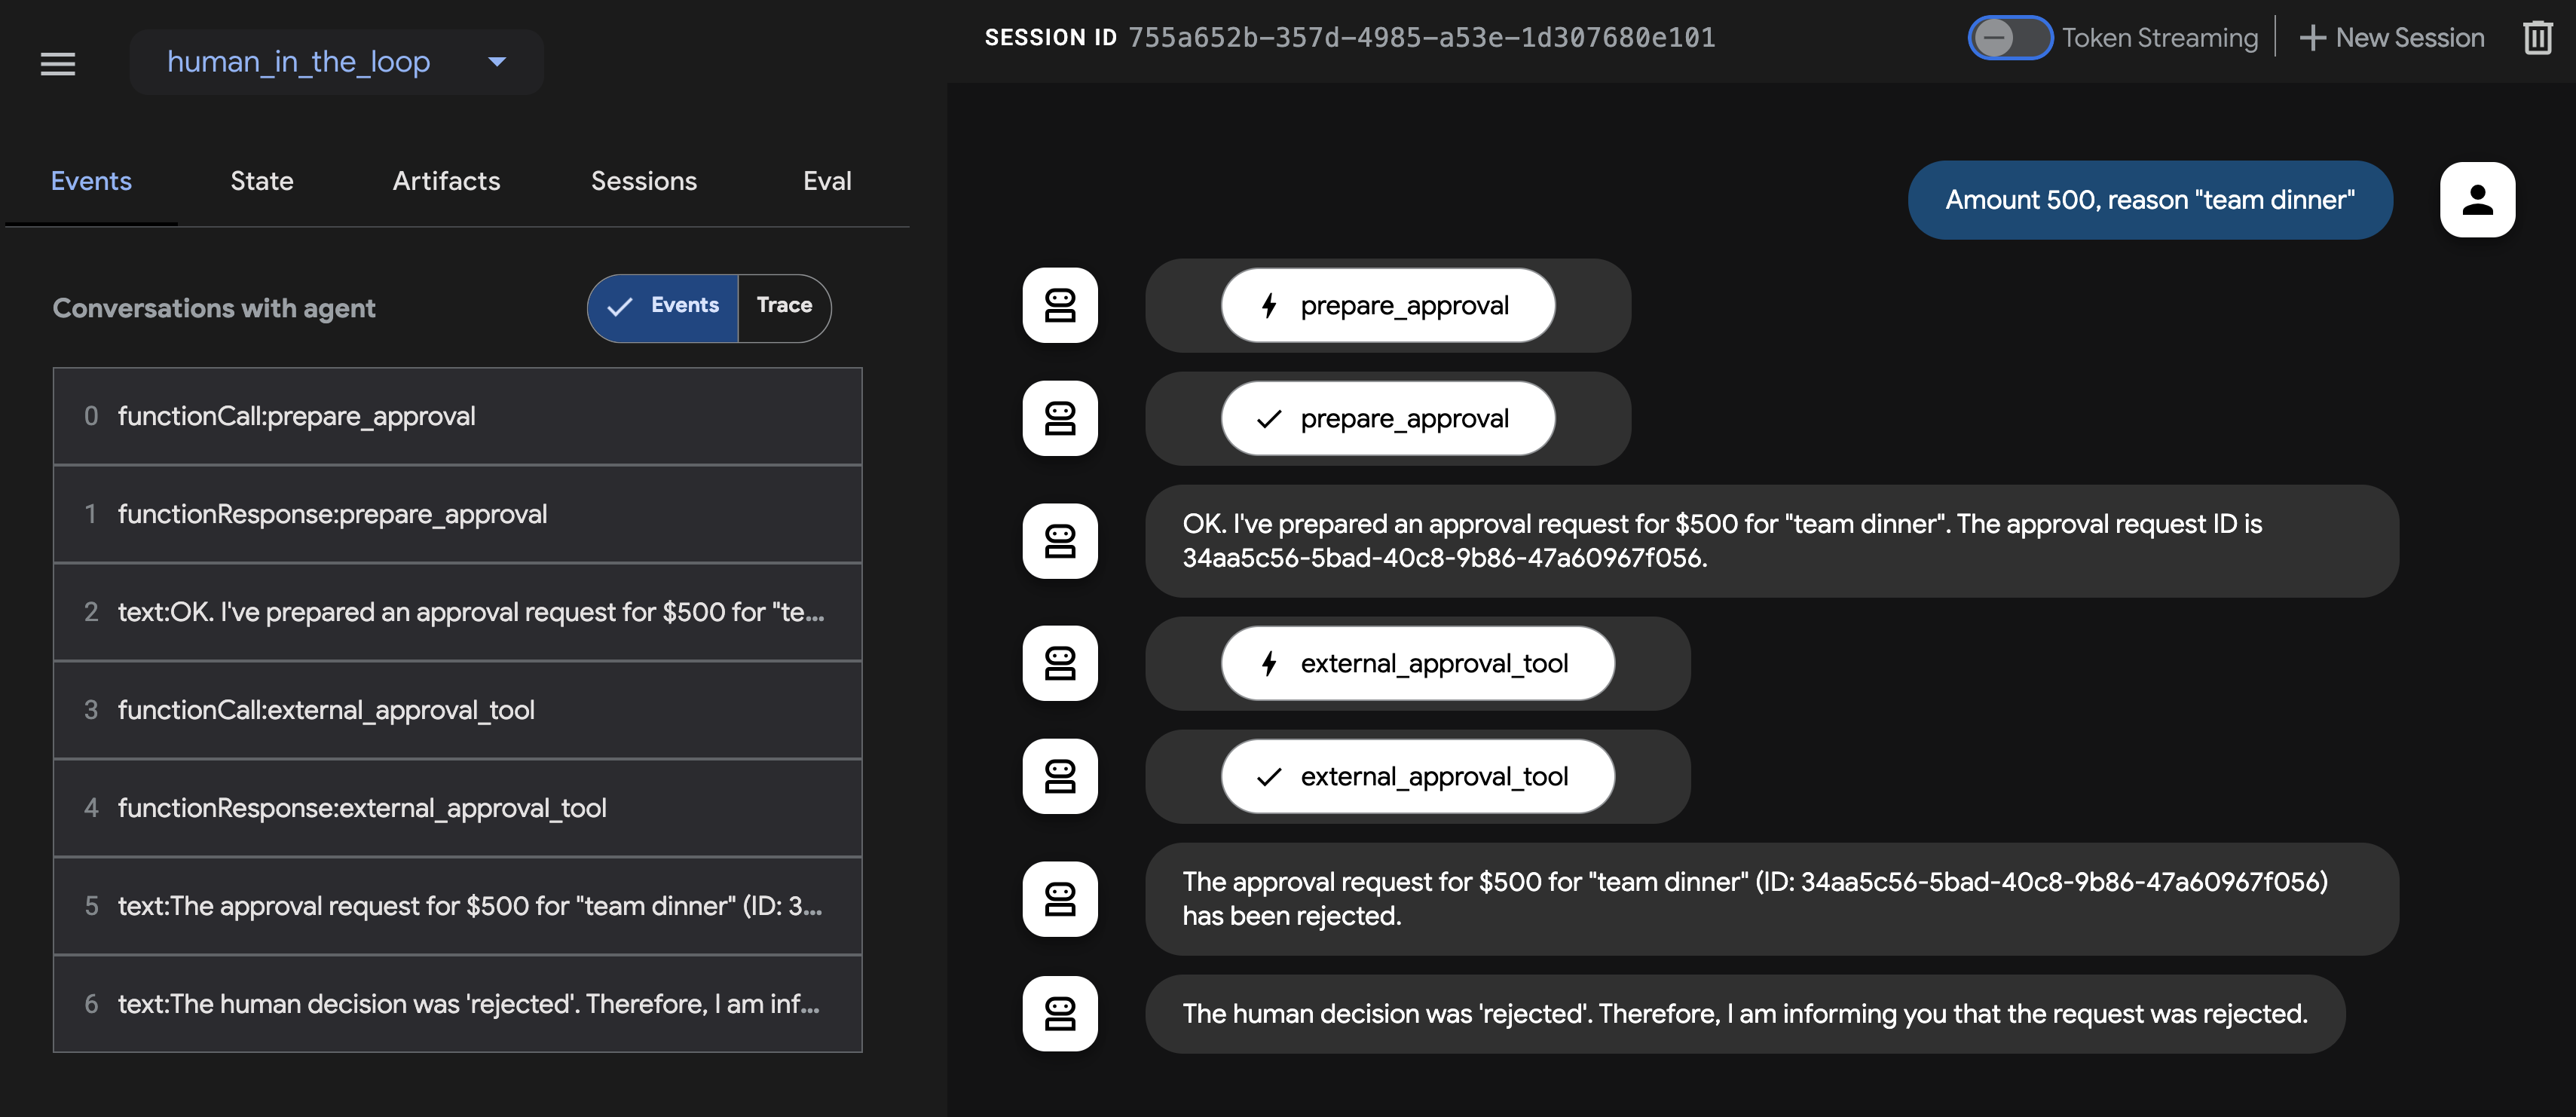 human_in_the_loop
SESSION ID 755a652b-357d-4985-a53e-1d307680e101
Token Streaming
New Session
Events
State
Artifacts
Sessions
Eval
Conversations with agent
Events
Trace
0 functionCall:prepare_approval
1 functionResponse:prepare_approval
2 text:OK. I've prepared an approval request for $500 for "te...
3 functionCall:external_approval_tool
4 functionResponse:external_approval_tool
5 text:The approval request for $500 for "team dinner" (ID: 3...
6 text:The human decision was 'rejected'. Therefore, I am inf...
Amount 500, reason "team dinner"
prepare_approval
prepare_approval
OK. I've prepared an approval request for $500 for "team dinner". The approval request ID is
34aa5c56-5bad-40c8-9b86-47a60967f056.
external_approval_tool
external_approval_tool
The approval request for $500 for "team dinner" (ID: 34aa5c56-5bad-40c8-9b86-47a60967f056)
has been rejected.
The human decision was 'rejected'. Therefore, I am informing you that the request was rejected.